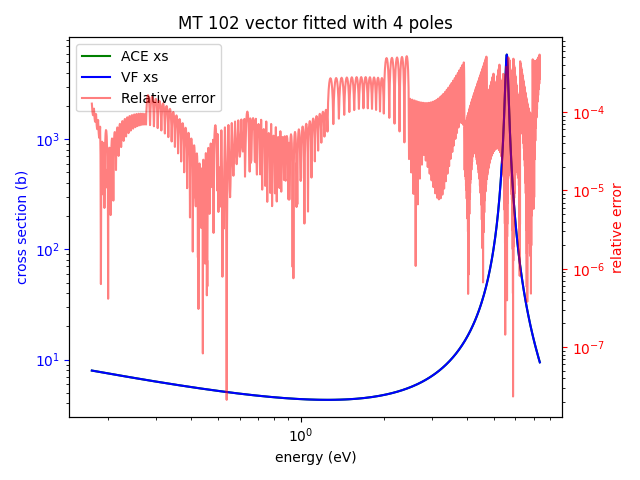 MT 102 vector fitted with 4 poles
ACE xs
VF xs
Relative error
10³
10²
10¹
cross section (b)
10⁻⁴
10⁻⁵
10⁻⁶
10⁻⁷
relative error
10⁰
energy (eV)